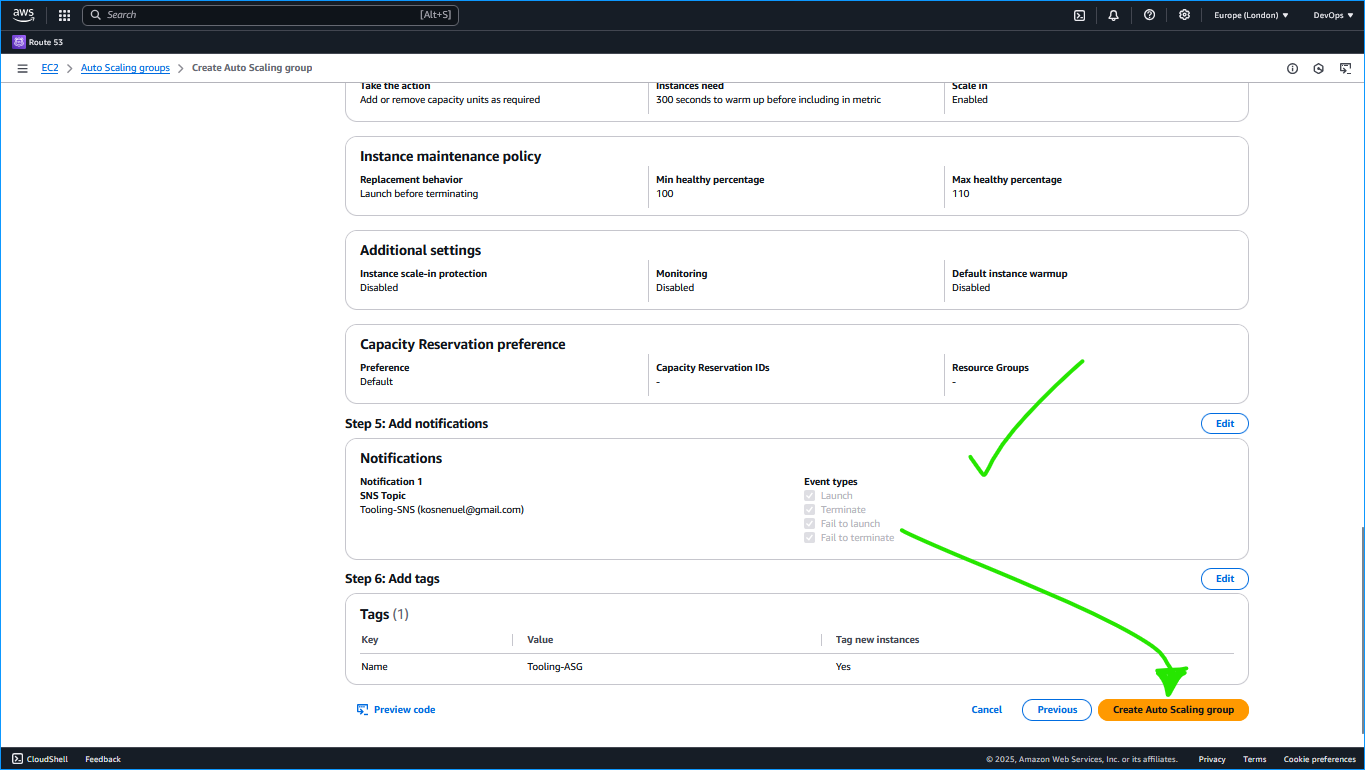 aws
Search [Alt+S]
Europe (London) ▼ DevOps ▼
Route 53
EC2 > Auto Scaling groups > Create Auto Scaling group
Take the action Instances need Scale in
Add or remove capacity units as required 300 seconds to warm up before including in metric Enabled
Instance maintenance policy
Replacement behavior Min healthy percentage Max healthy percentage
Launch before terminating 100 110
Additional settings
Instance scale-in protection Monitoring Default instance warmup
Disabled Disabled Disabled
Capacity Reservation preference
Preference Capacity Reservation IDs Resource Groups
Default - -
Step 5: Add notifications Edit
Notifications
Notification 1 Event types
SNS Topic Launch
Tooling-SNS (kosnenuel@gmail.com) Terminate
Fail to launch
Fail to terminate
Step 6: Add tags Edit
Tags (1)
Key Value Tag new instances
Name Tooling-ASG Yes
Preview code Cancel Previous Create Auto Scaling group
CloudShell Feedback © 2025, Amazon Web Services, Inc. or its affiliates. Privacy Terms Cookie preferences